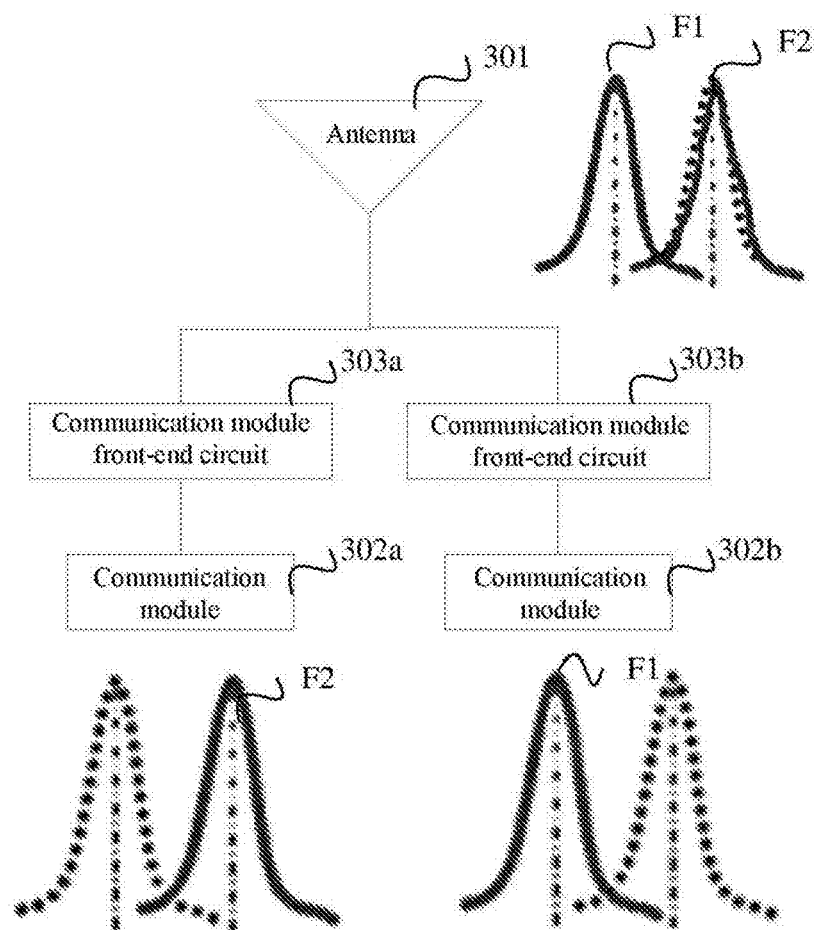 F1
F2
301
Antenna
303a
303b
Communication module
front-end circuit
Communication module
front-end circuit
302a
302b
Communication
module
Communication
module
F2
F1